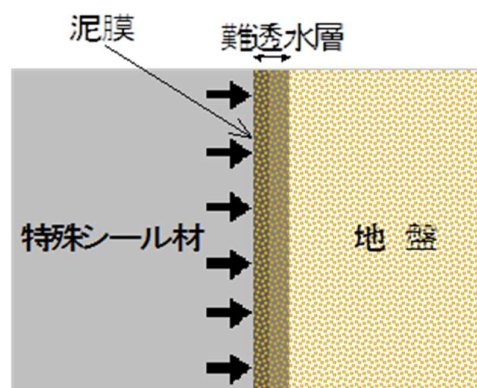 泥膜
難透水層
特殊シール材
地盤